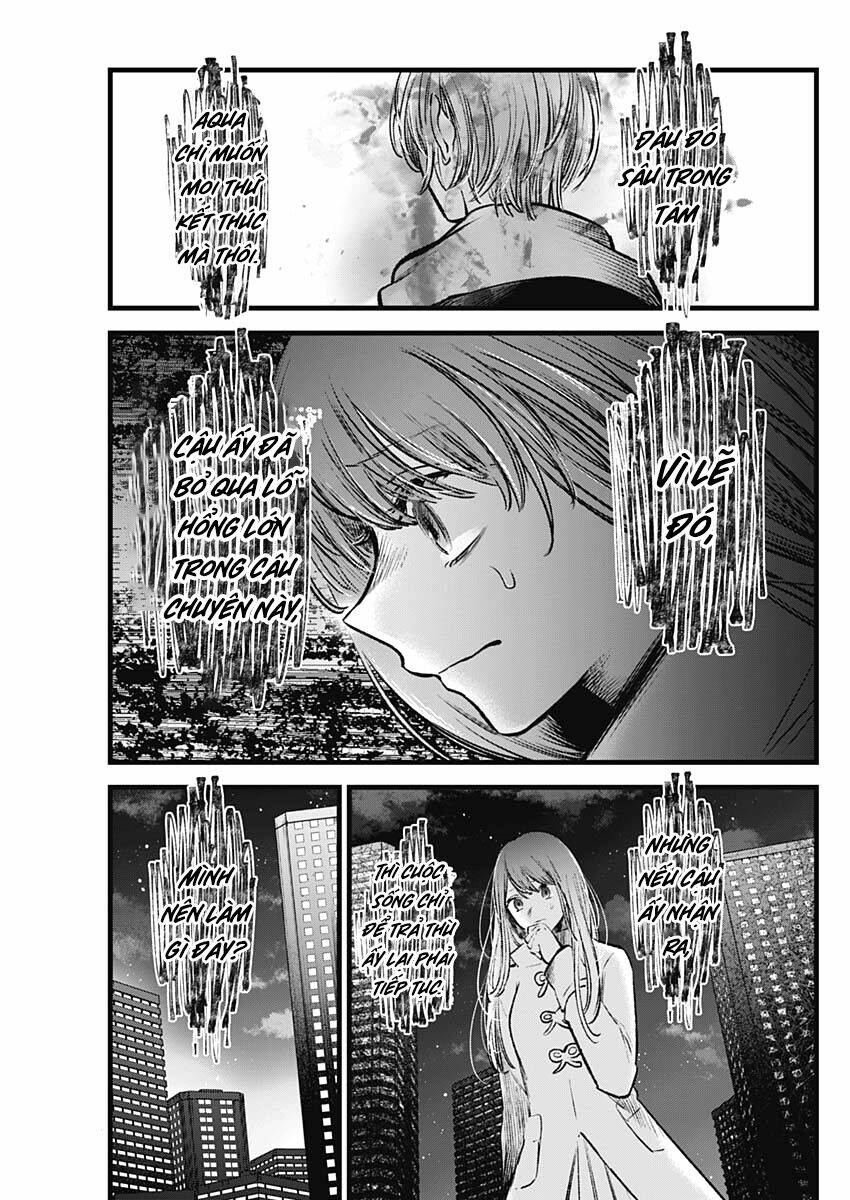 ĐÂU ĐÓ
SÂU TRONG
TÂM
AQUA
CHỈ MUỐN
MỌI THỨ
KẾT THÚC
MÀ THÔI.
VÌ LẼ
ĐÓ,
CẬU ẤY ĐÃ
BỎ QUA LỖ
HỔNG LỚN
TRONG CÂU
CHUYỆN NÀY,
NHƯNG
NẾU CẬU
ẤY NHẬN
RA,
THÌ CUỘC
SỐNG CHỈ
ĐỂ TRẢ THÙ
ẤY LẠI PHẢI
TIẾP TỤC.
MÌNH
NÊN LÀM
GÌ ĐÂY?